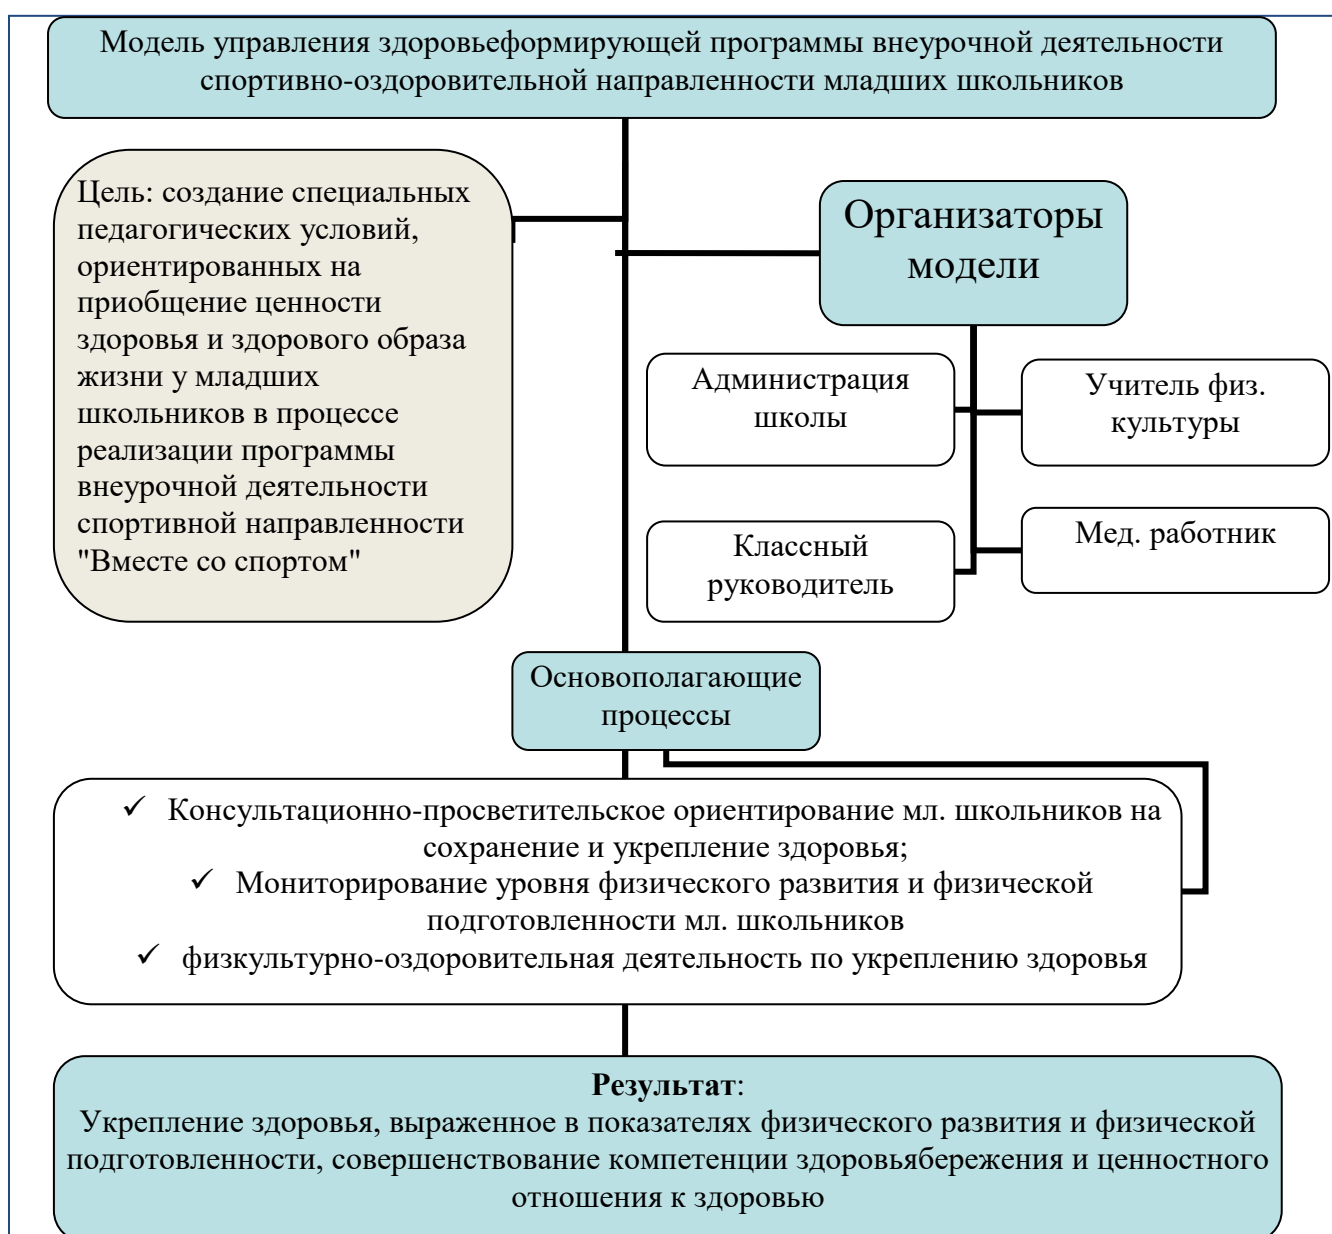 Модель управления здоровьеформирующей программы внеурочной деятельности
спортивно-оздоровительной направленности младших школьников
Цель: создание специальных
педагогических условий,
ориентированных на
приобщение ценности
здоровья и здорового образа
жизни у младших
школьников в процессе
реализации программы
внеурочной деятельности
спортивной направленности
"Вместе со спортом"
Организаторы
модели
Администрация
школы
Учитель физ.
культуры
Классный
руководитель
Мед. работник
Основополагающие
процессы
✓ Консультационно-просветительское ориентирование мл. школьников на
сохранение и укрепление здоровья;
✓ Мониторирование уровня физического развития и физической
подготовленности мл. школьников
✓ физкультурно-оздоровительная деятельность по укреплению здоровья
Результат:
Укрепление здоровья, выраженное в показателях физического развития и физической
подготовленности, совершенствование компетенции здоровьябережения и ценностного
отношения к здоровью